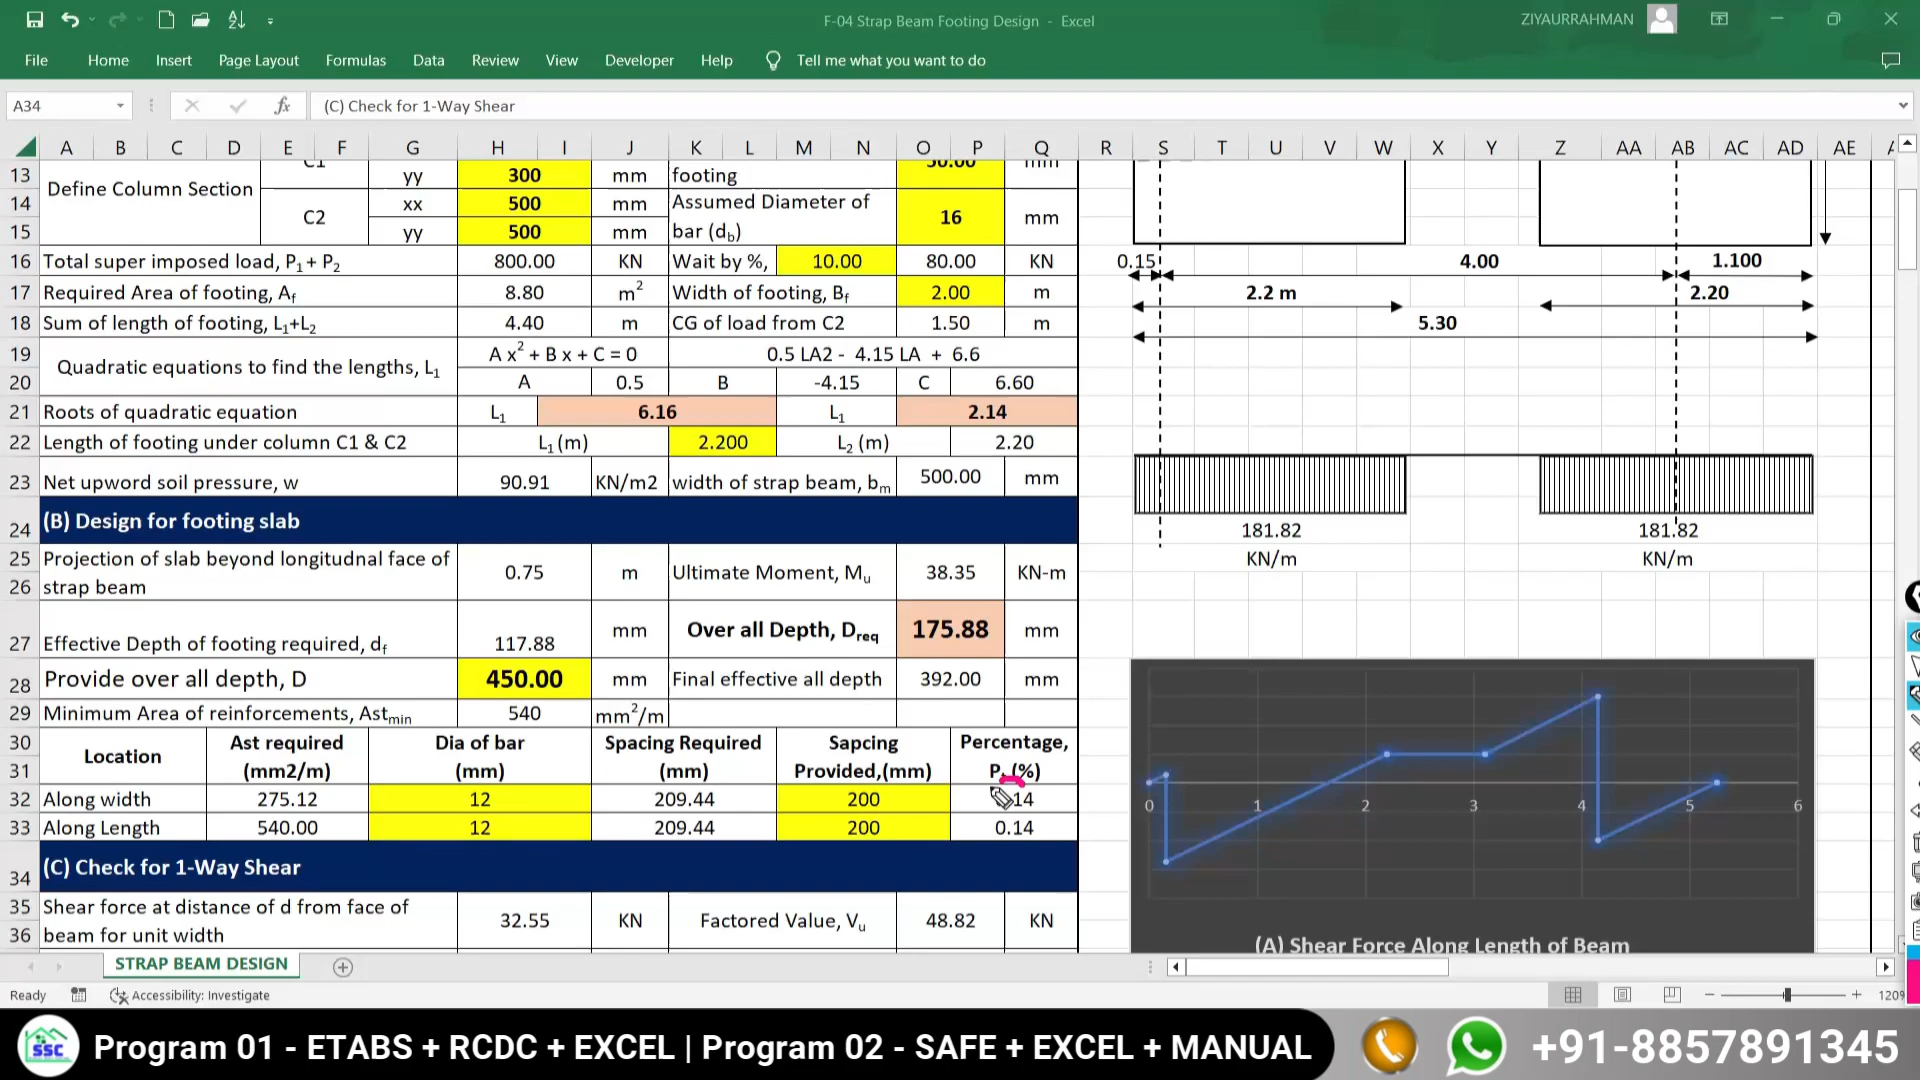 F-04 Strap Beam Footing Design - Excel
ZIYAURRAHMAN
File Home Insert Page Layout Formulas Data Review View Developer Help Tell me what you want to do
A34 fx (C) Check for 1-Way Shear
A B C D E F G H I J K L M N O P Q R S T U V W X Y Z AA AB AC AD AE
13 Define Column Section C1 yy 300 mm footing 50.00 mm
14 C2 xx 500 mm Assumed Diameter of bar (db) 16 mm
15 yy 500 mm
16 Total super imposed load, P1+ P2 800.00 KN Wait by %, 10.00 80.00 KN
17 Required Area of footing, Af 8.80 m2 Width of footing, Bf 2.00 m
18 Sum of length of footing, L1+L2 4.40 m CG of load from C2 1.50 m
19 Quadratic equations to find the lengths, L1 A x2 + B x + C = 0 0.5 LA2 - 4.15 LA + 6.6
20 A 0.5 B -4.15 C 6.60
21 Roots of quadratic equation L1 6.16 L1 2.14
22 Length of footing under column C1 & C2 L1 (m) 2.200 L2 (m) 2.20
23 Net upword soil pressure, w 90.91 KN/m2 width of strap beam, bm 500.00 mm
24 (B) Design for footing slab
25 Projection of slab beyond longitudnal face of
26 strap beam 0.75 m Ultimate Moment, Mu 38.35 KN-m
27 Effective Depth of footing required, df 117.88 mm Over all Depth, Dreq 175.88 mm
28 Provide over all depth, D 450.00 mm Final effective all depth 392.00 mm
29 Minimum Area of reinforcements, Astmin 540 mm2/m
30 Location Ast required Dia of bar Spacing Required Sapcing Percentage,
31 (mm2/m) (mm) (mm) Provided,(mm) Pt (%)
32 Along width 275.12 12 209.44 200 14
33 Along Length 540.00 12 209.44 200 0.14
34 (C) Check for 1-Way Shear
35 Shear force at distance of d from face of
36 beam for unit width 32.55 KN Factored Value, Vu 48.82 KN
0.15 4.00 1.100
2.2 m 2.20
5.30
181.82 181.82
KN/m KN/m
0 1 2 3 4 5 6
(A) Shear Force Along Length of Beam
STRAP BEAM DESIGN
Ready Accessibility: Investigate 120%
SSC Program 01 - ETABS + RCDC + EXCEL | Program 02 - SAFE + EXCEL + MANUAL +91-8857891345